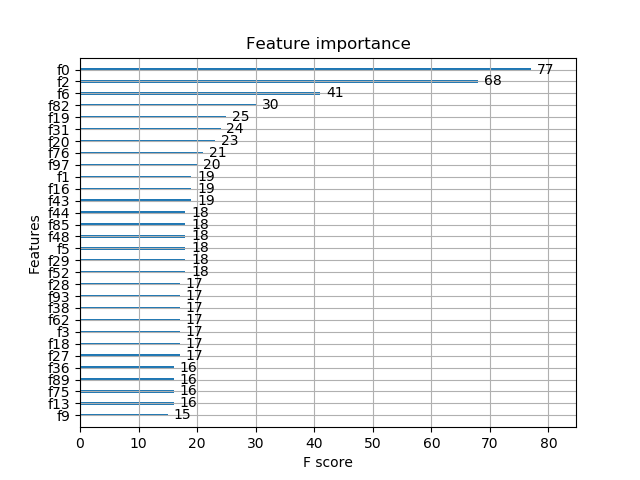 Feature importance
f0 77
f2 68
f6 41
f82 30
f19 25
f31 24
f20 23
f76 21
f97 20
f1 19
f16 19
f43 19
f44 18
f85 18
f48 18
f5 18
f29 18
f52 18
f28 17
f93 17
f38 17
f62 17
f3 17
f18 17
f27 17
f36 16
f89 16
f75 16
f13 16
f9 15
Features
0 10 20 30 40 50 60 70 80
F score